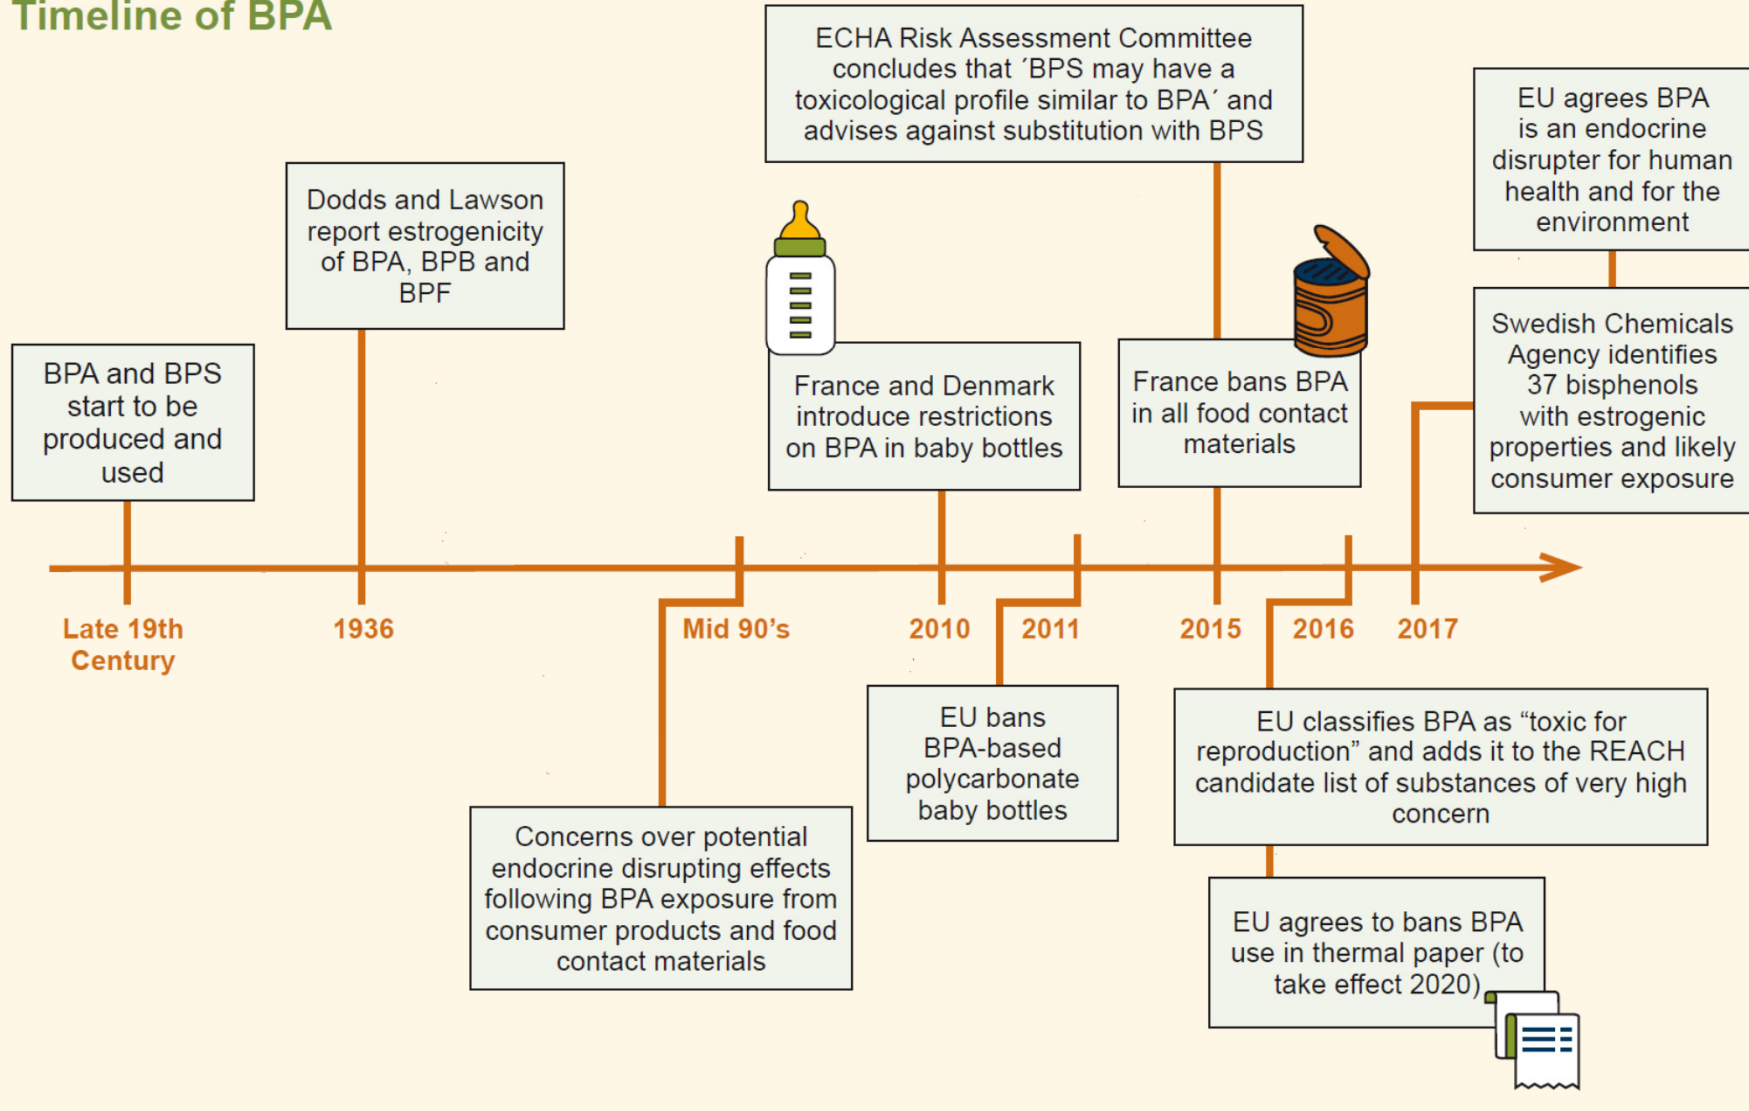 Timeline of BPA
BPA and BPS
start to be
produced and
used
Late 19th
Century
Dodds and Lawson
report estrogenicity
of BPA, BPB and
BPF
1936
Mid 90's
Concerns over potential
endocrine disrupting effects
following BPA exposure from
consumer products and food
contact materials
France and Denmark
introduce restrictions
on BPA in baby bottles
2010
2011
EU bans
BPA-based
polycarbonate
baby bottles
ECHA Risk Assessment Committee
concludes that ´BPS may have a
toxicological profile similar to BPA´ and
advises against substitution with BPS
France bans BPA
in all food contact
materials
2015
2016
EU classifies BPA as “toxic for
reproduction” and adds it to the REACH
candidate list of substances of very high
concern
EU agrees to bans BPA
use in thermal paper (to
take effect 2020)
2017
EU agrees BPA
is an endocrine
disrupter for human
health and for the
environment
Swedish Chemicals
Agency identifies
37 bisphenols
with estrogenic
properties and likely
consumer exposure